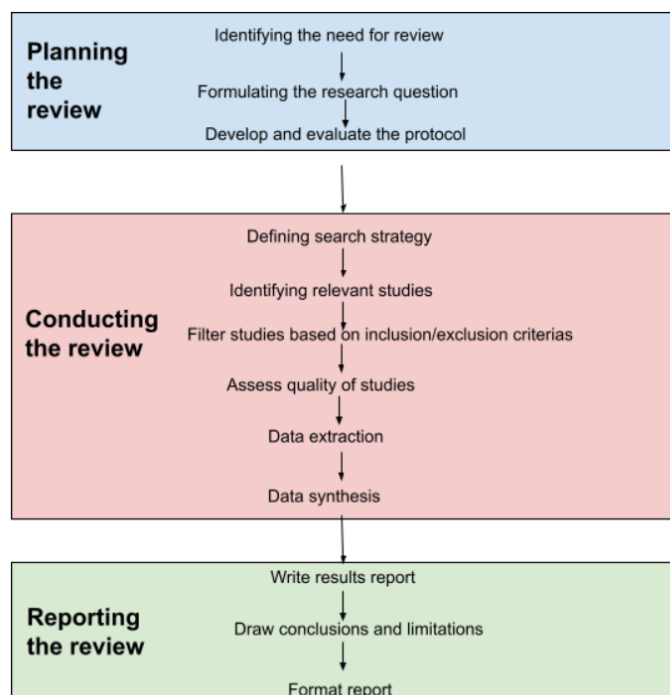 Planning
the
review
Identifying the need for review
Formulating the research question
Develop and evaluate the protocol
Conducting
the review
Defining search strategy
Identifying relevant studies
Filter studies based on inclusion/exclusion criterias
Assess quality of studies
Data extraction
Data synthesis
Reporting
the review
Write results report
Draw conclusions and limitations
Format report